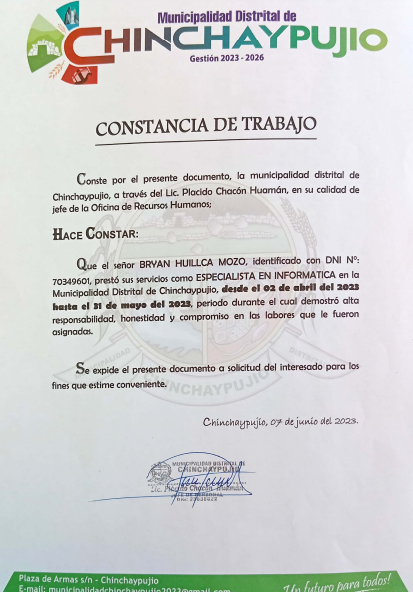 Municipalidad Distrital de
CHINCHAYPUJIO
Gestión 2023 - 2026
CONSTANCIA DE TRABAJO
Conste por el presente documento, la municipalidad distrital de
Chinchaypujio, a través del Lic. Placido Chacón Huamán, en su calidad de
jefe de la Oficina de Recursos Humanos;
HACE CONSTAR:
Que el señor BRYAN HUILLCA MOZO, identificado con DNI N°:
70349601, prestó sus servicios como ESPECIALISTA EN INFORMATICA en la
Municipalidad Distrital de Chinchaypujio, desde el 02 de abril del 2023
hasta el 31 de mayo del 2023, periodo durante el cual demostró alta
responsabilidad, honestidad y compromiso en las labores que le fueron
asignadas.
Se expide el presente documento a solicitud del interesado para los
fines que estime conveniente.
CHINCHAYPUJIO
Chinchaypujio, 07 de junio del 2023.
MUNICIPALIDAD DISTRITAL DE
CHINCHAYPUJIO
Lic. Placido Chacón Huamán
Plaza de Armas s/n - Chinchaypujio
E-mail: municipalidadchinchaypujio2023@gmail.com
Un futuro para todos!